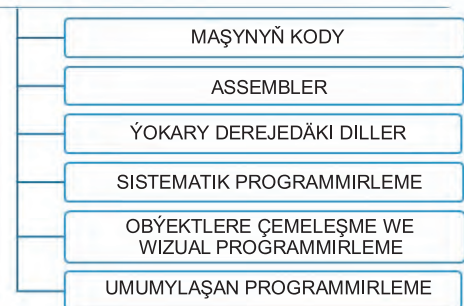 MAŞYNYŇ KODY
ASSEMBLER
ÝOKARY DEREJEDÄKI DILLER
SISTEMATIK PROGRAMMIRLEME
OBÝEKTLERE ÇEMELEŞME WE
WIZUAL PROGRAMMIRLEME
UMUMYLAŞAN PROGRAMMIRLEME